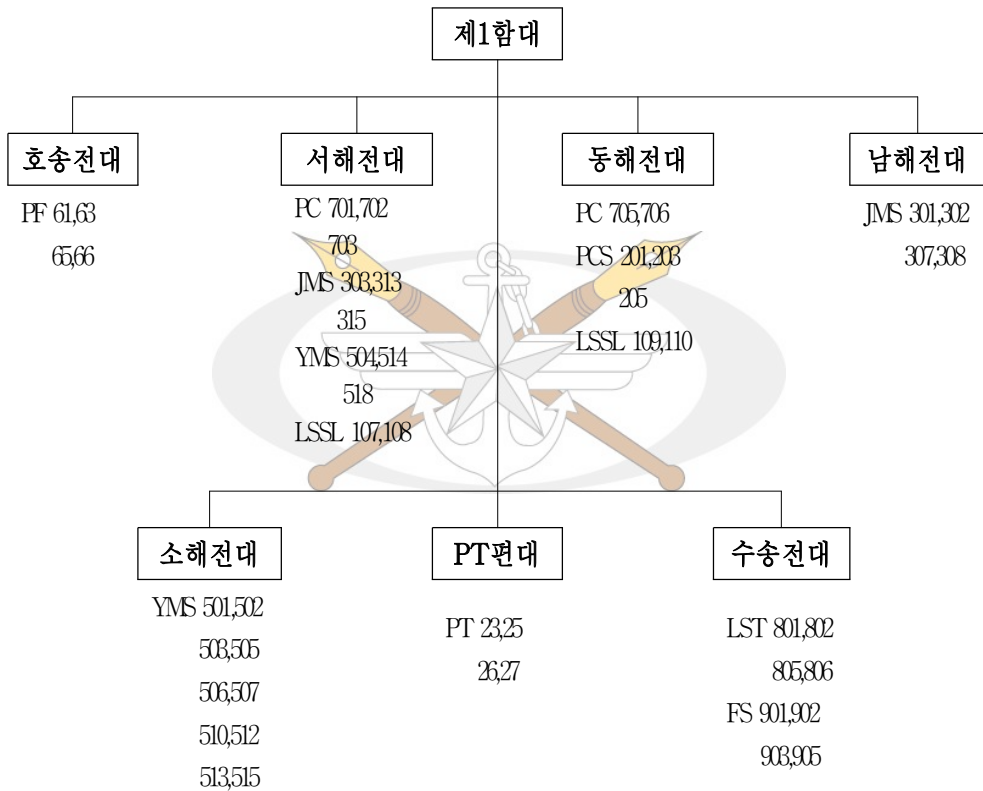 제1함대
호송전대
PF 61,63
65,66
서해전대
PC 701,702
703
JMS 303,313
315
YMS 504,514
518
LSSL 107,108
동해전대
PC 705,706
PCS 201,203
205
LSSL 109,110
남해전대
JMS 301,302
307,308
소해전대
YMS 501,502
503,505
506,507
510,512
513,515
PT편대
PT 23,25
26,27
수송전대
LST 801,802
805,806
FS 901,902
903,905